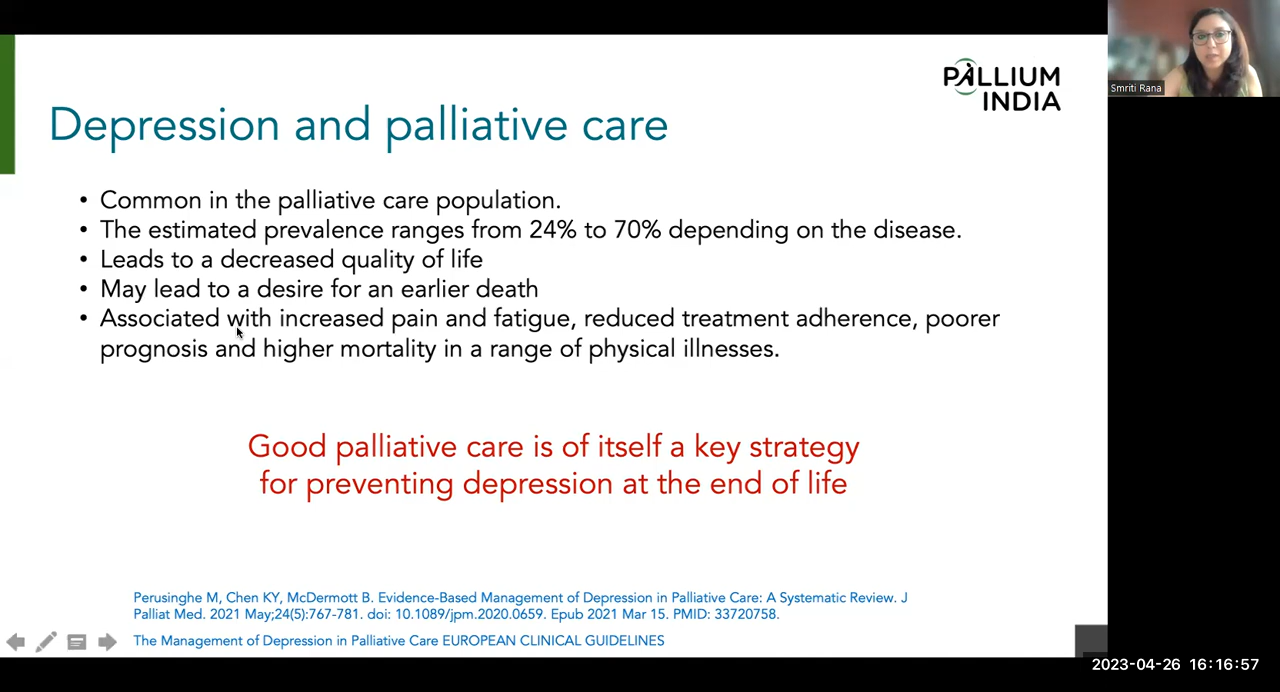 PALLIUM
INDIA
Smriti Rana
Depression and palliative care
• Common in the palliative care population.
• The estimated prevalence ranges from 24% to 70% depending on the disease.
• Leads to a decreased quality of life
• May lead to a desire for an earlier death
• Associated with increased pain and fatigue, reduced treatment adherence, poorer
prognosis and higher mortality in a range of physical illnesses.
Good palliative care is of itself a key strategy
for preventing depression at the end of life
Perusinghe M, Chen KY, McDermott B. Evidence-Based Management of Depression in Palliative Care: A Systematic Review. J
Palliat Med. 2021 May;24(5):767-781. doi: 10.1089/jpm.2020.0659. Epub 2021 Mar 15. PMID: 33720758.
The Management of Depression in Palliative Care EUROPEAN CLINICAL GUIDELINES
2023-04-26 16:16:57